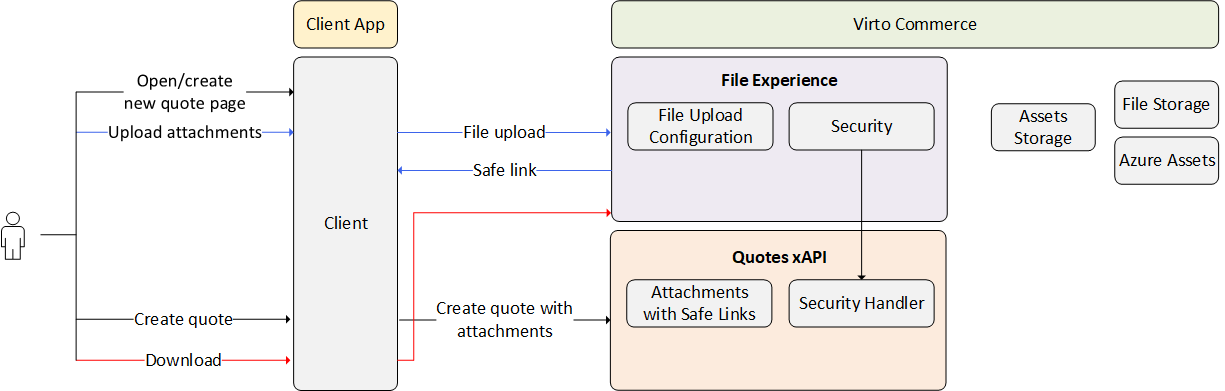 Client App
Virto Commerce
Open/create
new quote page
Upload attachments
Create quote
Download
Client
File upload
Safe link
Create quote with
attachments
File Experience
File Upload
Configuration
Security
Quotes xAPI
Attachments
with Safe Links
Security Handler
Assets
Storage
File Storage
Azure Assets